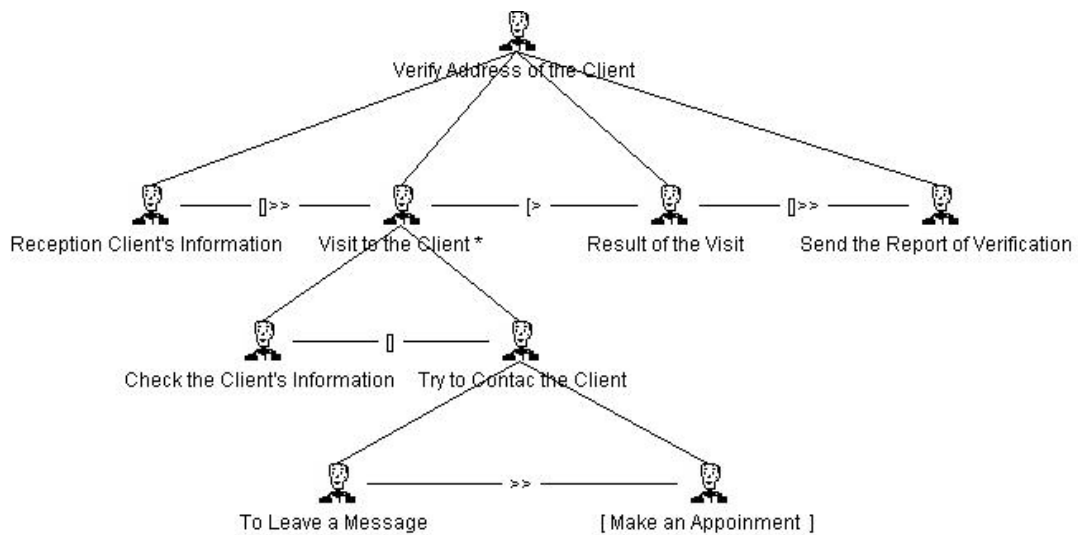 Verify Address of the Client
[]>>
[>
[]>>
Reception Client's Information
Visit to the Client *
Result of the Visit
Send the Report of Verification
[]
Check the Client's Information
Try to Contac the Client
>>
To Leave a Message
[ Make an Appoinment ]